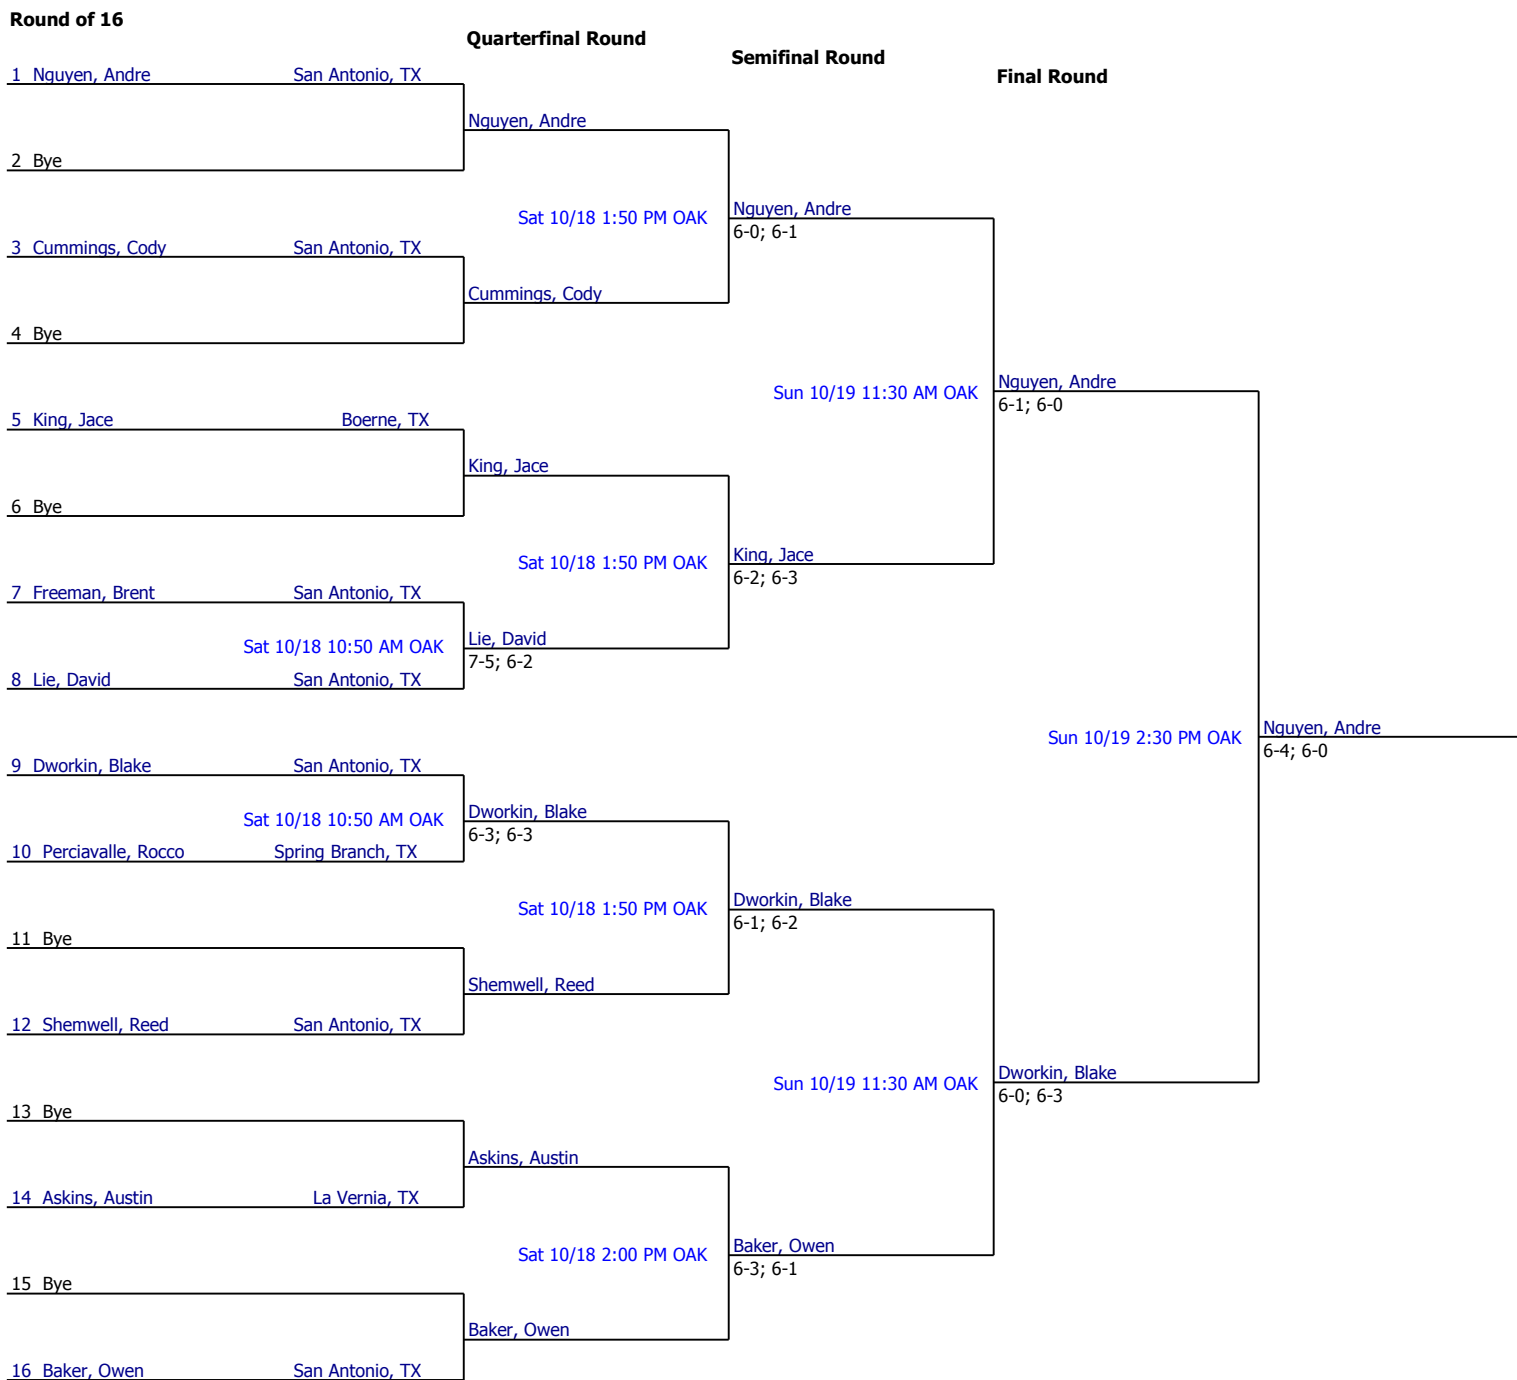 Round of 16
Quarterfinal Round
Semifinal Round
Final Round
1 Nguyen, Andre San Antonio, TX
Nguyen, Andre
2 Bye
Sat 10/18 1:50 PM OAK
Nguyen, Andre
6-0; 6-1
3 Cummings, Cody San Antonio, TX
Cummings, Cody
4 Bye
Sun 10/19 11:30 AM OAK
Nguyen, Andre
6-1; 6-0
5 King, Jace Boerne, TX
King, Jace
6 Bye
Sat 10/18 1:50 PM OAK
King, Jace
6-2; 6-3
7 Freeman, Brent San Antonio, TX
Sat 10/18 10:50 AM OAK
Lie, David
7-5; 6-2
8 Lie, David San Antonio, TX
Sun 10/19 2:30 PM OAK
Nguyen, Andre
6-4; 6-0
9 Dworkin, Blake San Antonio, TX
Sat 10/18 10:50 AM OAK
Dworkin, Blake
6-3; 6-3
10 Perciavalle, Rocco Spring Branch, TX
Sat 10/18 1:50 PM OAK
Dworkin, Blake
6-1; 6-2
11 Bye
Shemwell, Reed
12 Shemwell, Reed San Antonio, TX
Sun 10/19 11:30 AM OAK
Dworkin, Blake
6-0; 6-3
13 Bye
Askins, Austin
14 Askins, Austin La Vernia, TX
Sat 10/18 2:00 PM OAK
Baker, Owen
6-3; 6-1
15 Bye
Baker, Owen
16 Baker, Owen San Antonio, TX